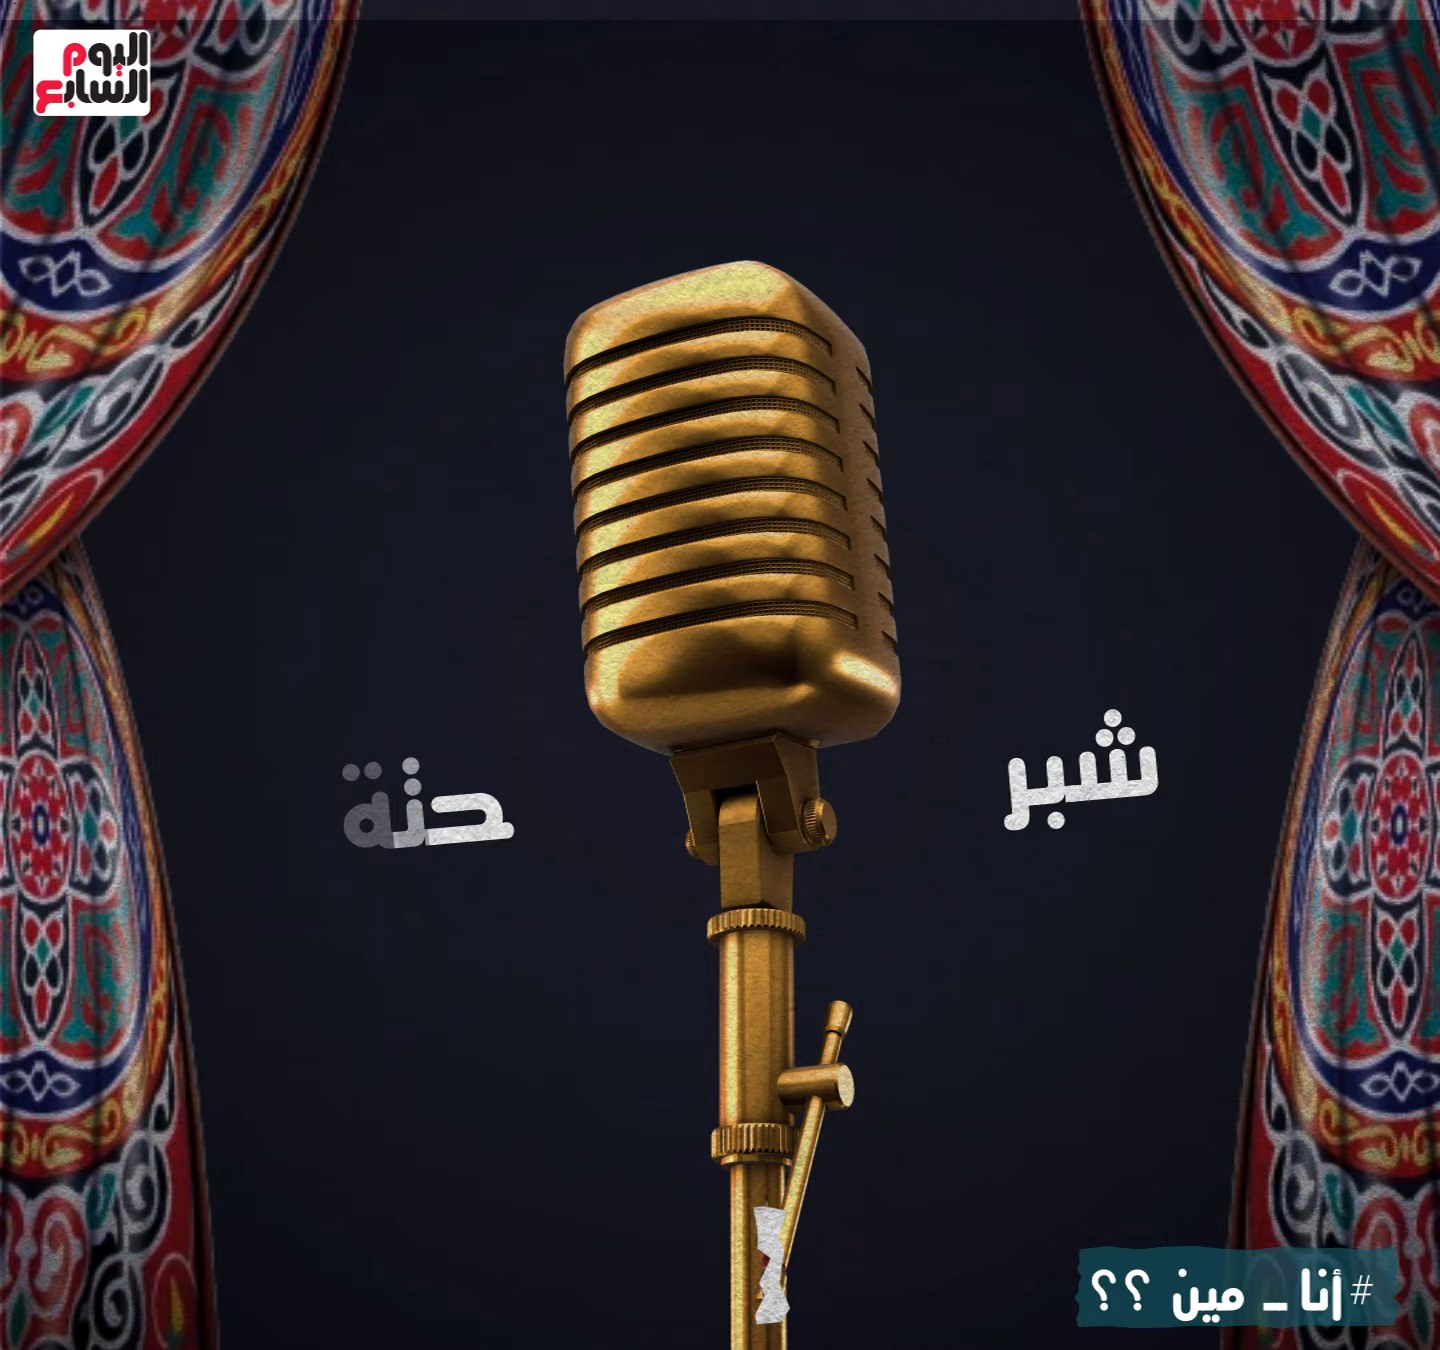 اليوم
السابع
شبر
حتة
#أنا _ مين ؟؟